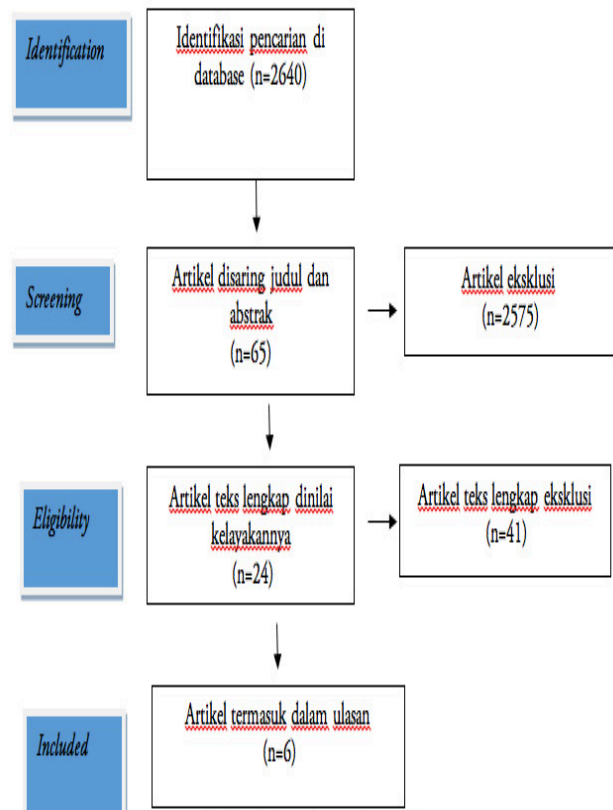 Identification
Identifikasi pencarian di
database (n=2640)
Screening
Artikel disaring judul dan
abstrak
(n=65)
Artikel eksklusi
(n=2575)
Eligibility
Artikel teks lengkap dinilai
kelayakannya
(n=24)
Artikel teks lengkap eksklusi
(n=41)
Included
Artikel termasuk dalam ulasan
(n=6)